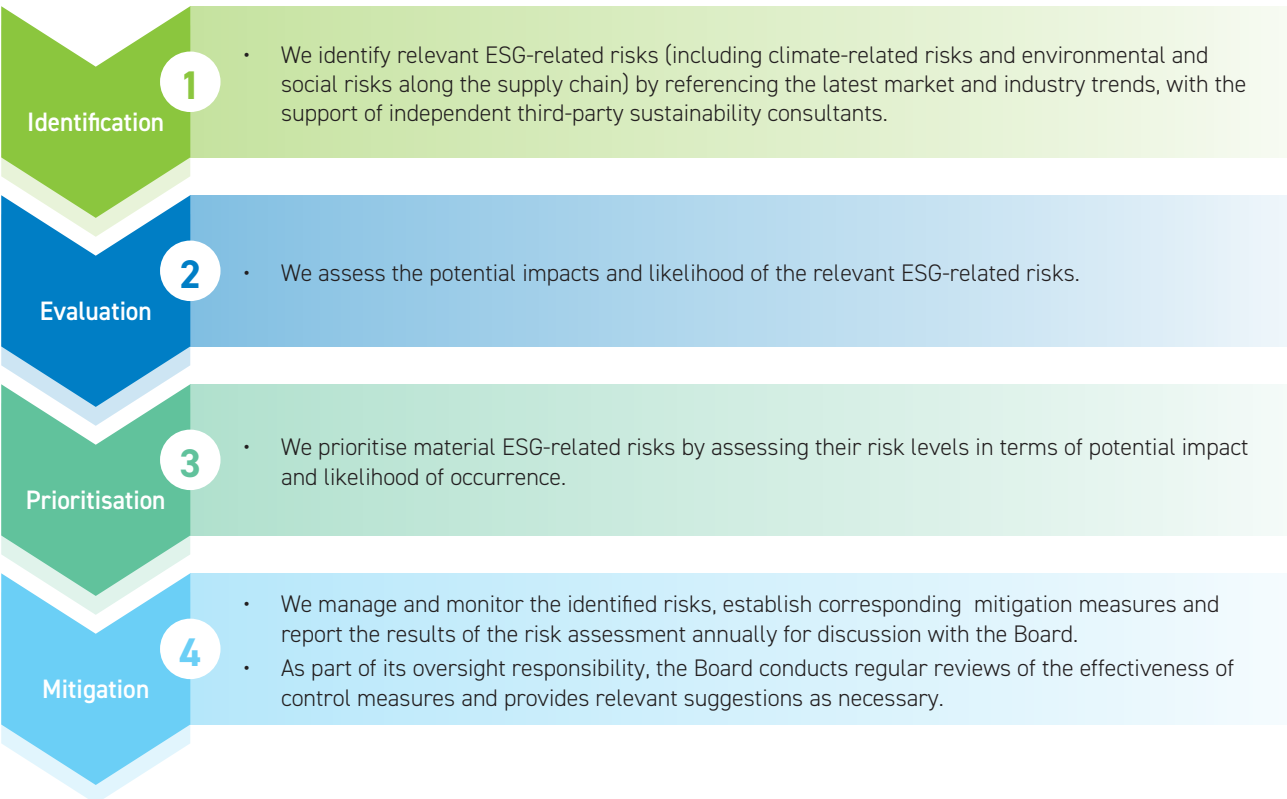 Identification
1
• We identify relevant ESG-related risks (including climate-related risks and environmental and
social risks along the supply chain) by referencing the latest market and industry trends, with the
support of independent third-party sustainability consultants.
Evaluation
2
• We assess the potential impacts and likelihood of the relevant ESG-related risks.
Prioritisation
3
• We prioritise material ESG-related risks by assessing their risk levels in terms of potential impact
and likelihood of occurrence.
Mitigation
4
• We manage and monitor the identified risks, establish corresponding mitigation measures and
report the results of the risk assessment annually for discussion with the Board.
• As part of its oversight responsibility, the Board conducts regular reviews of the effectiveness of
control measures and provides relevant suggestions as necessary.